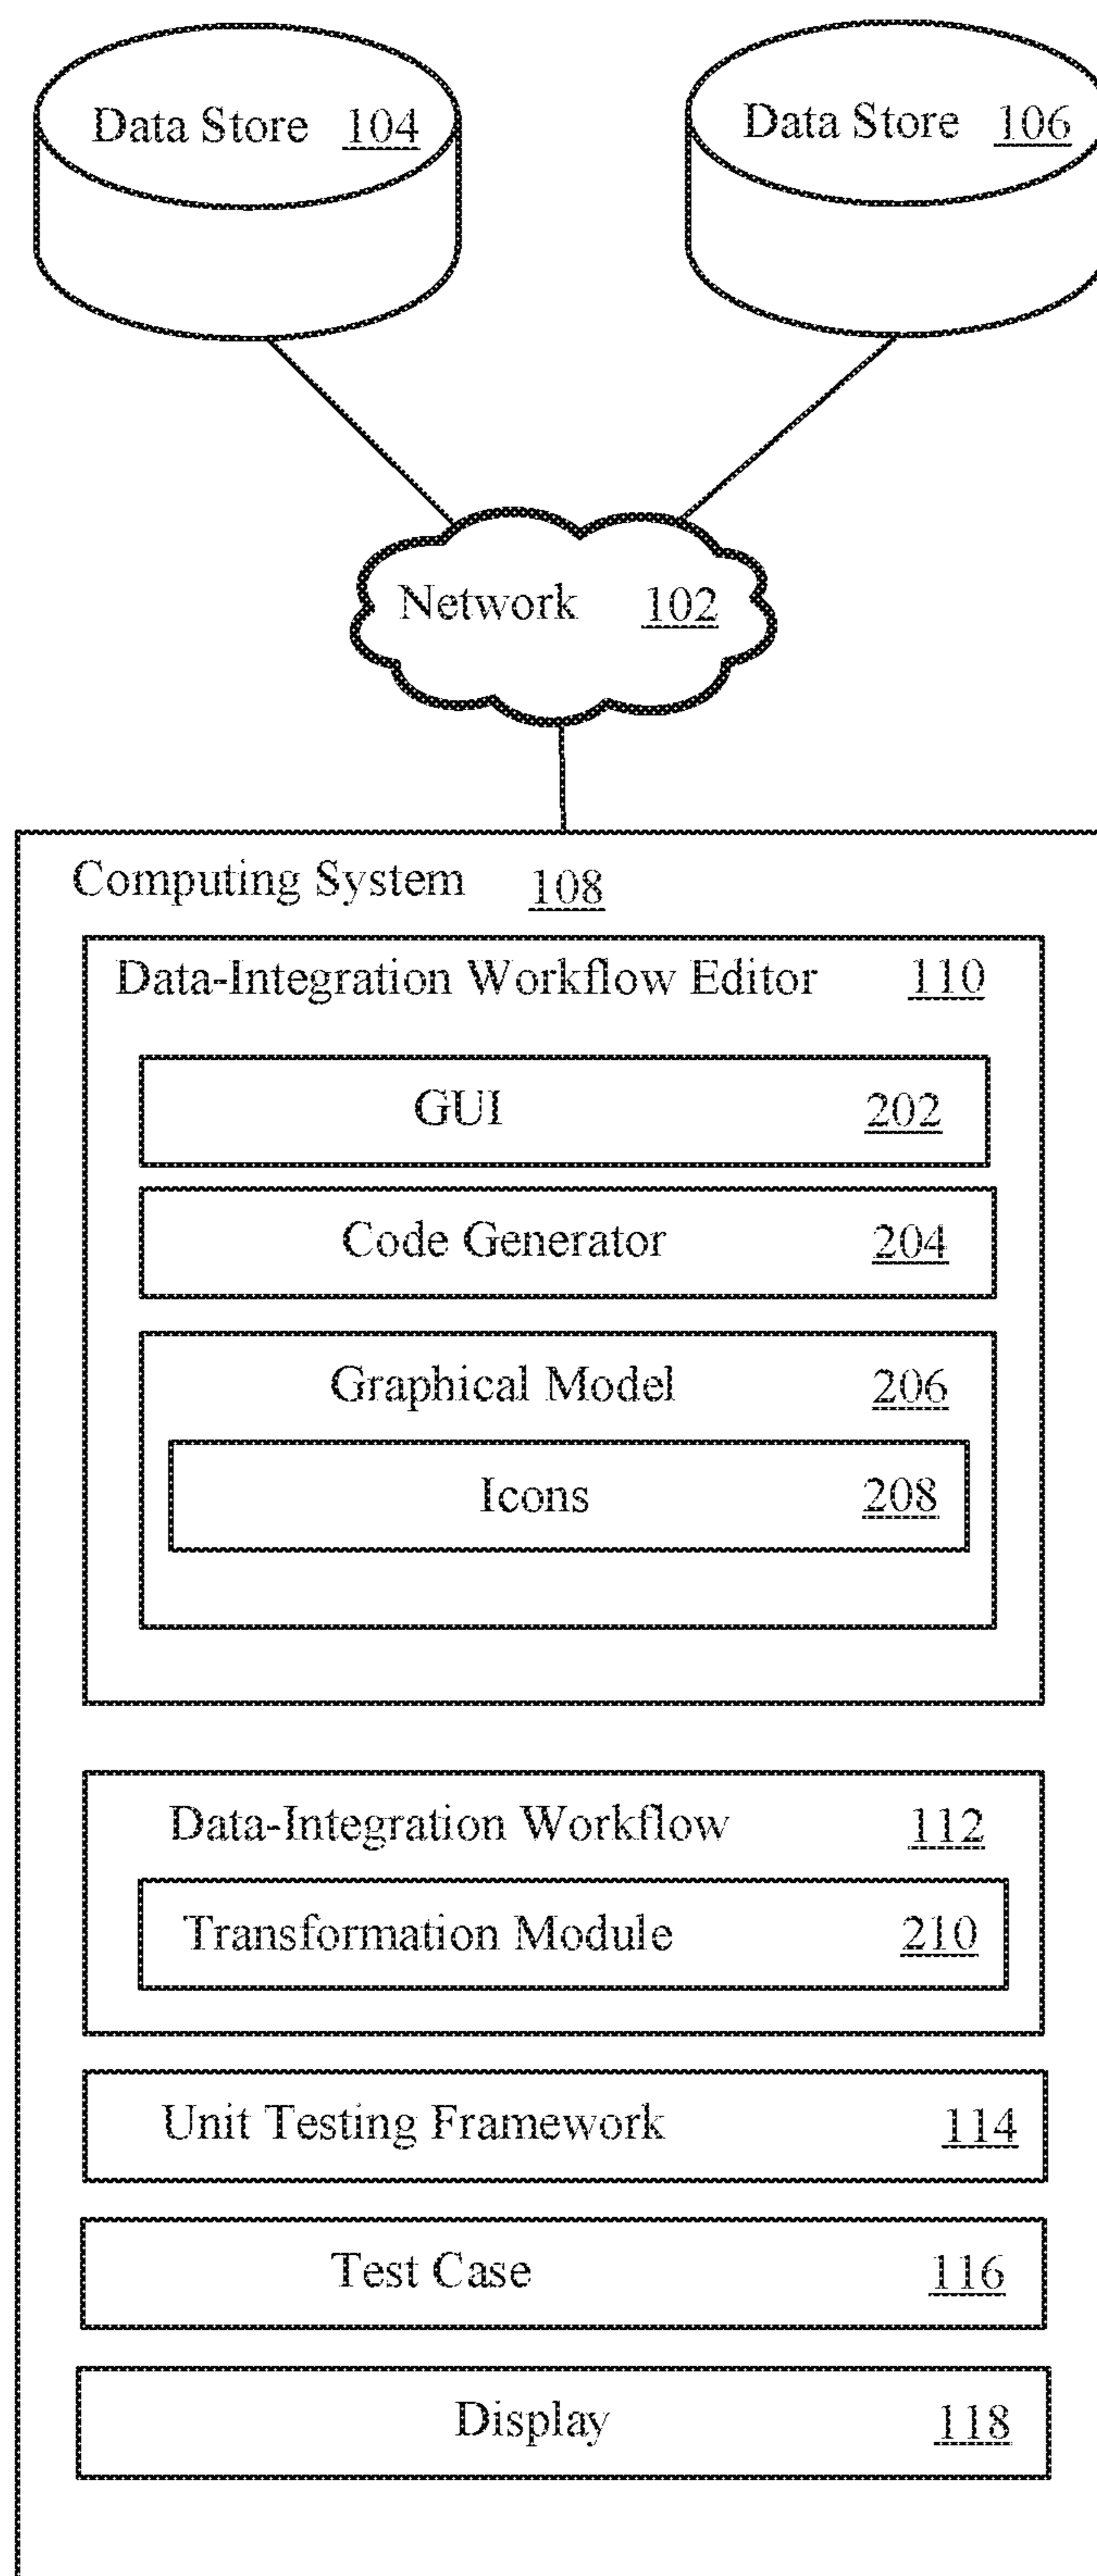 Data Store 104
Data Store 106
Network 102
Computing System 108
Data-Integration Workflow Editor 110
GUI 202
Code Generator 204
Graphical Model 206
Icons 208
Data-Integration Workflow 112
Transformation Module 210
Unit Testing Framework 114
Test Case 116
Display 118